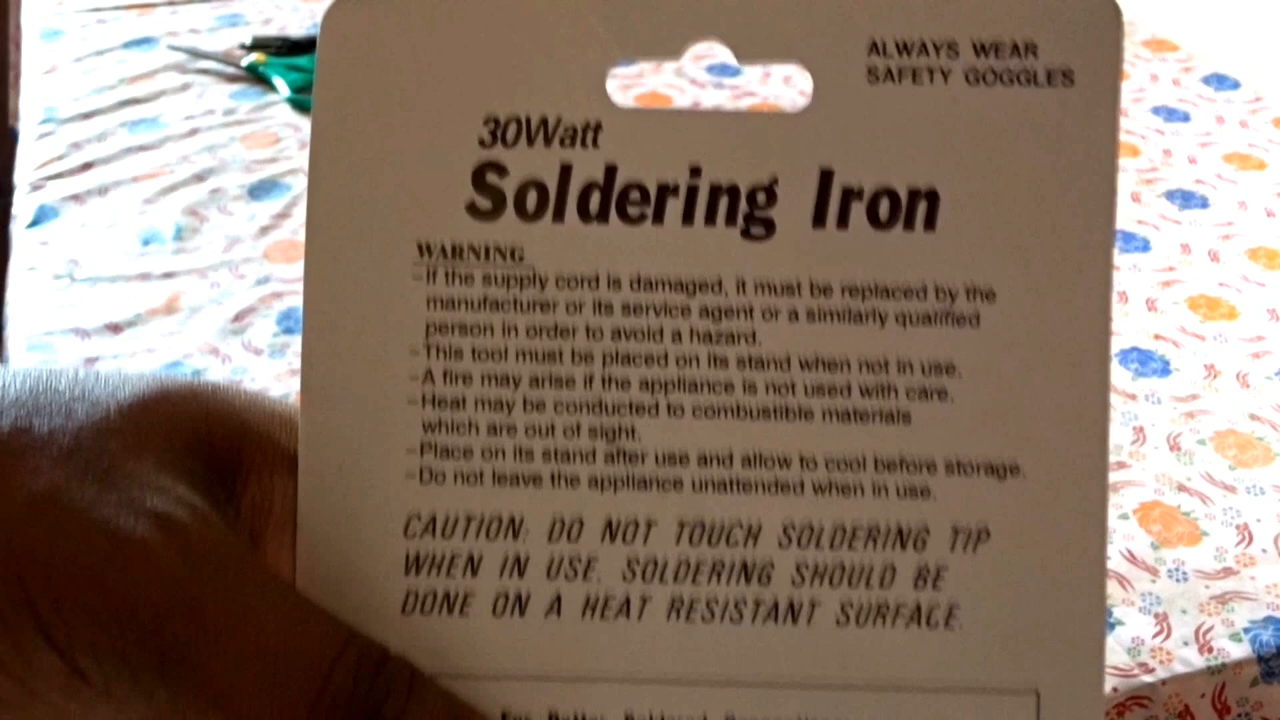 ALWAYS WEAR
SAFETY GOGGLES
30Watt
Soldering Iron
WARNING
-If the supply cord is damaged, it must be replaced by the
manufacturer or its service agent or a similarly qualified
person in order to avoid a hazard.
-This tool must be placed on its stand when not in use.
-A fire may arise if the appliance is not used with care.
-Heat may be conducted to combustible materials
which are out of sight.
-Place on its stand after use and allow to cool before storage.
-Do not leave the appliance unattended when in use.
CAUTION: DO NOT TOUCH SOLDERING TIP
WHEN IN USE. SOLDERING SHOULD BE
DONE ON A HEAT RESISTANT SURFACE.
For Better Soldered